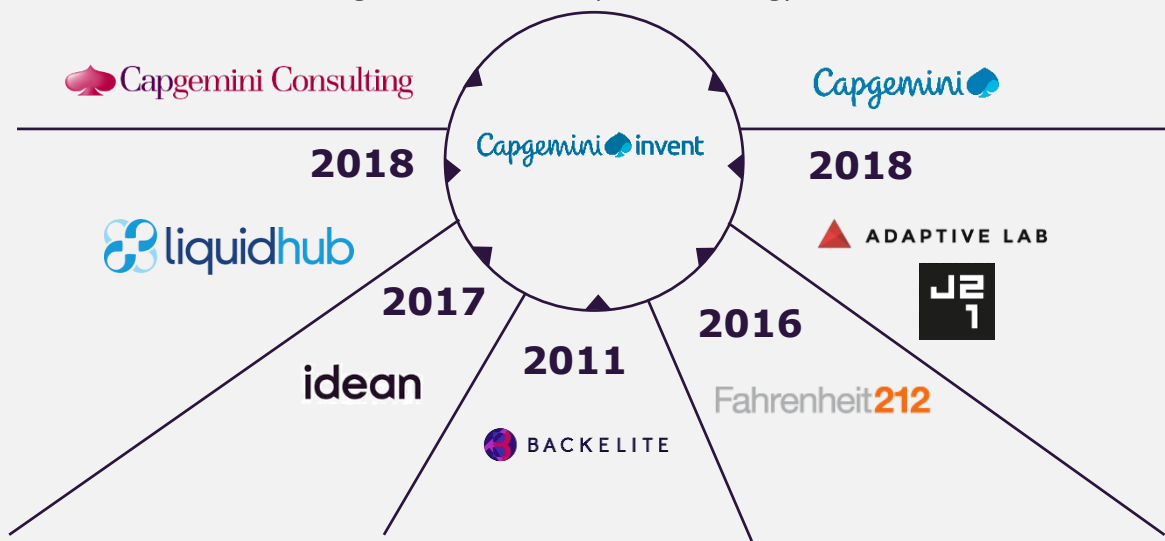 Capgemini Consulting
Capgemini
Capgemini invent
2018
2018
liquidhub
ADAPTIVE LAB
J2
1
2017
2016
idean
2011
Fahrenheit212
BACKELITE